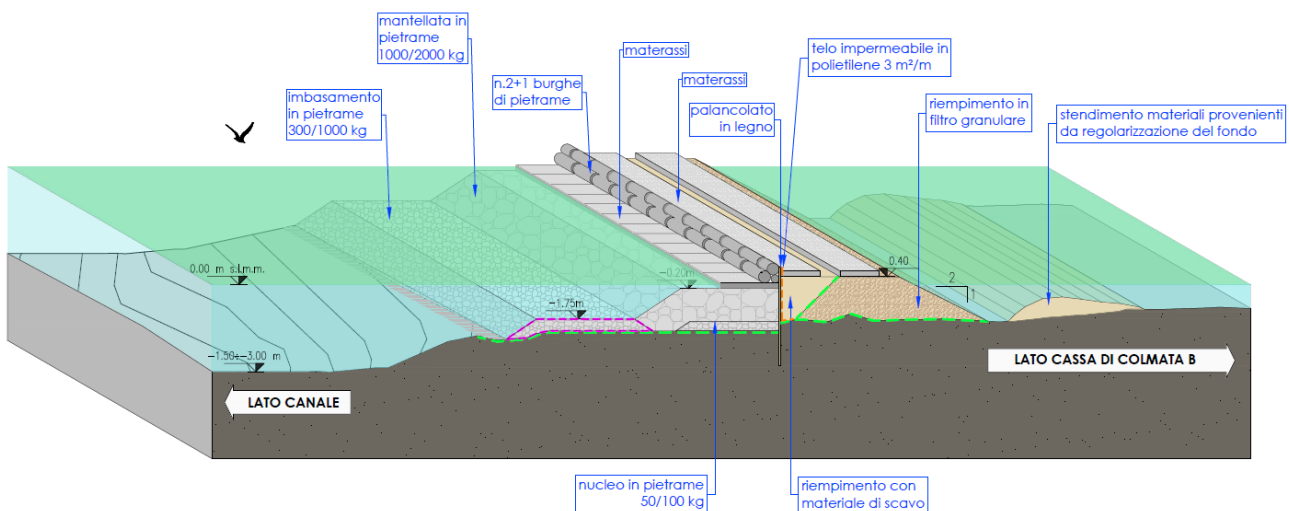 mantellata in
pietrame
1000/2000 kg
materassi
telo impermeabile in
polietilene 3 m²/m
n.2+1 burghe
di pietrame
materassi
imbasamento
in pietrame
300/1000 kg
palancolato
in legno
riempimento in
filtro granulare
stendimento materiali provenienti
da regolarizzazione del fondo
0.00 m s.l.m.m.
-0.20m
0.40
2
1
-1.75m
-1.50÷-3.00 m
LATO CANALE
LATO CASSA DI COLMATA B
nucleo in pietrame
50/100 kg
riempimento con
materiale di scavo